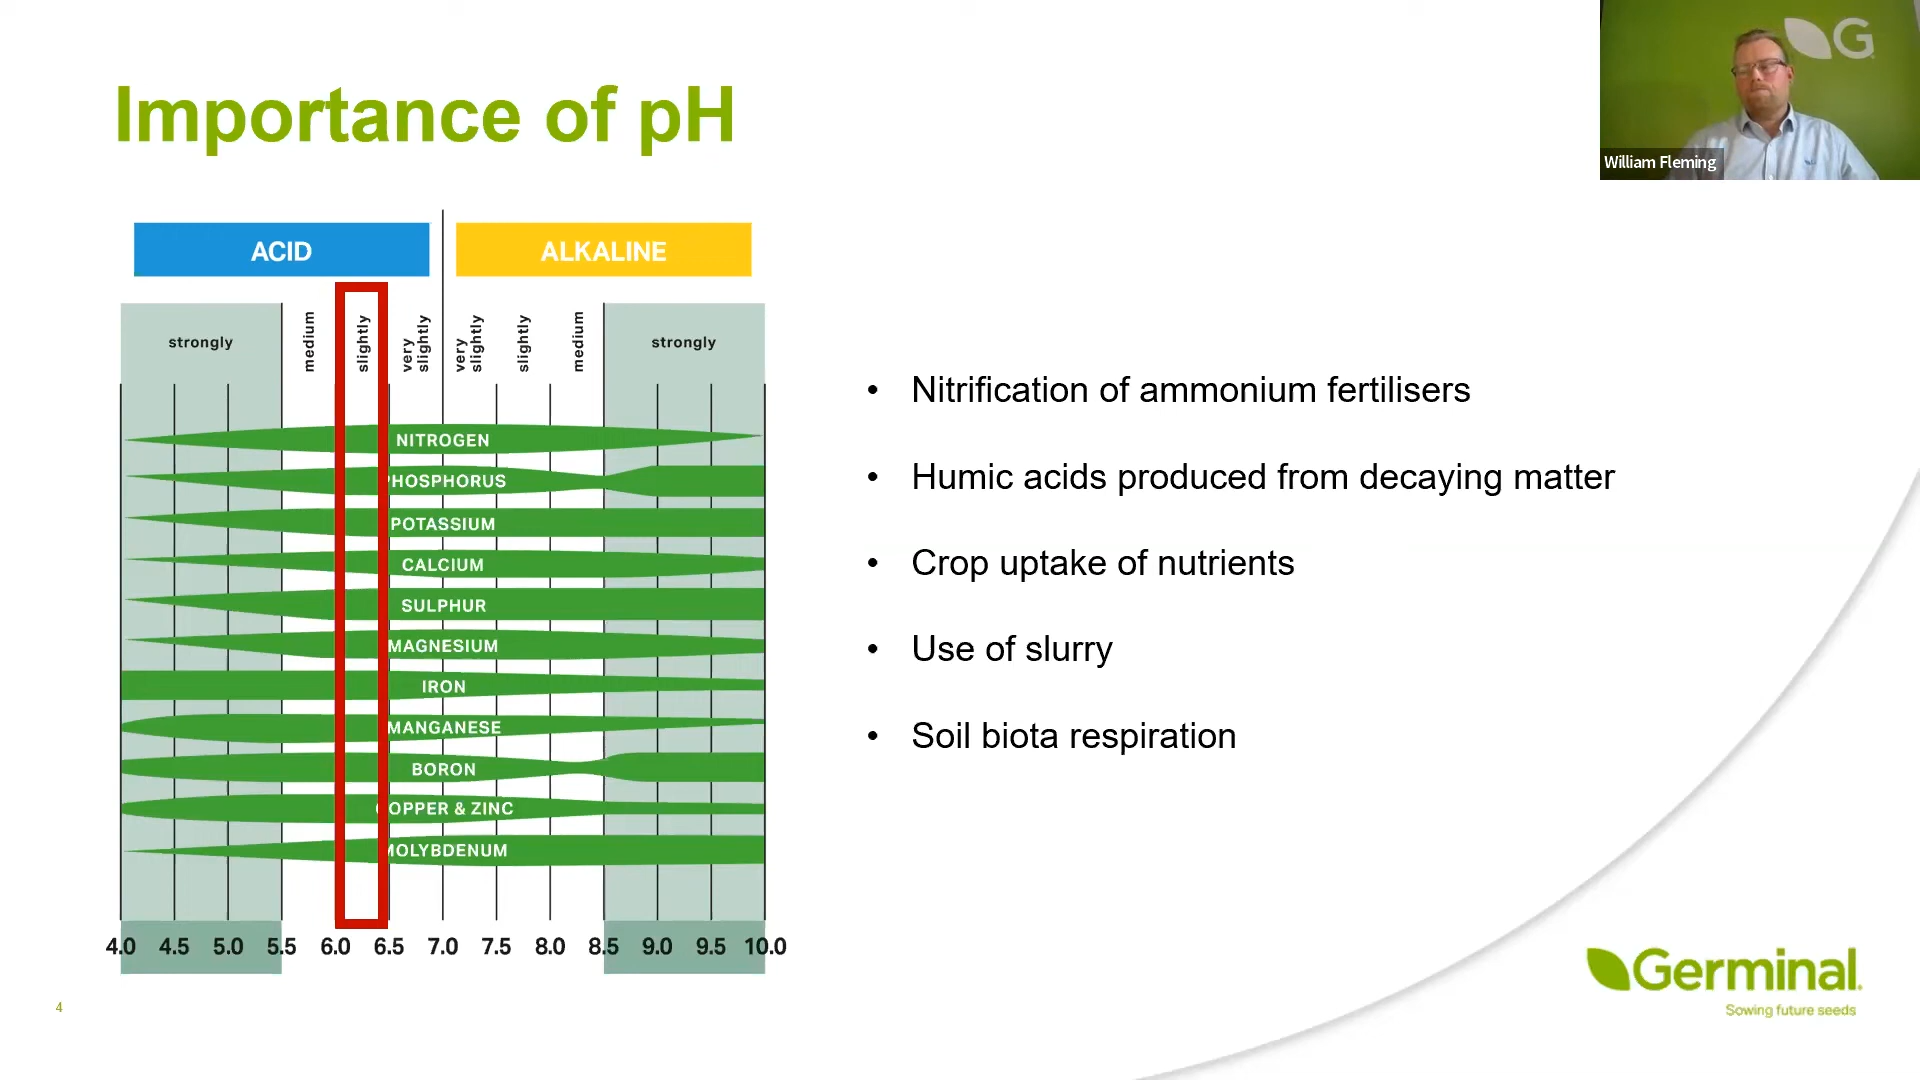 Importance of pH
G
William Fleming
ACID
ALKALINE
strongly
medium
slightly
very slightly
very slightly
slightly
medium
strongly
NITROGEN
PHOSPHORUS
POTASSIUM
CALCIUM
SULPHUR
MAGNESIUM
IRON
MANGANESE
BORON
COPPER & ZINC
MOLYBDENUM
4.0 4.5 5.0 5.5 6.0 6.5 7.0 7.5 8.0 8.5 9.0 9.5 10.0
• Nitrification of ammonium fertilisers
• Humic acids produced from decaying matter
• Crop uptake of nutrients
• Use of slurry
• Soil biota respiration
4
Germinal
Sowing future seeds